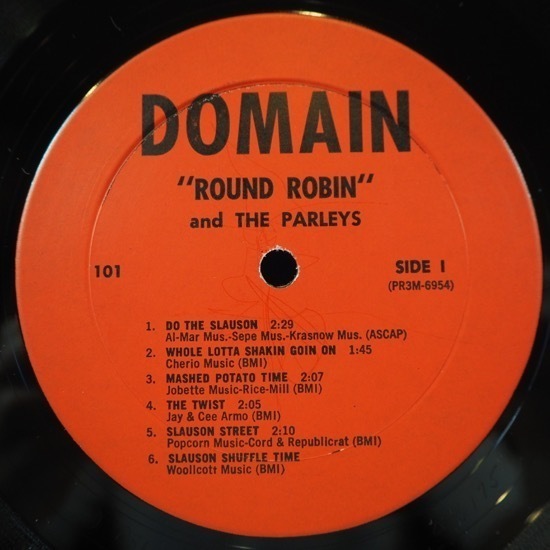 DOMAIN
"ROUND ROBIN"
and THE PARLEYS
101
SIDE 1
(PR3M-6954)
1. DO THE SLAUSON 2:29
Al-Mar Mus.-Sepe Mus.-Krasnow Mus. (ASCAP)
2. WHOLE LOTTA SHAKIN GOIN ON 1:45
Cherio Music (BMI)
3. MASHED POTATO TIME 2:07
Jobette Music-Rice-Mill (BMI)
4. THE TWIST 2:05
Jay & Cee Armo (BMI)
5. SLAUSON STREET 2:10
Popcorn Music-Cord & Republicrat (BMI)
6. SLAUSON SHUFFLE TIME
Woollcott Music (BMI)